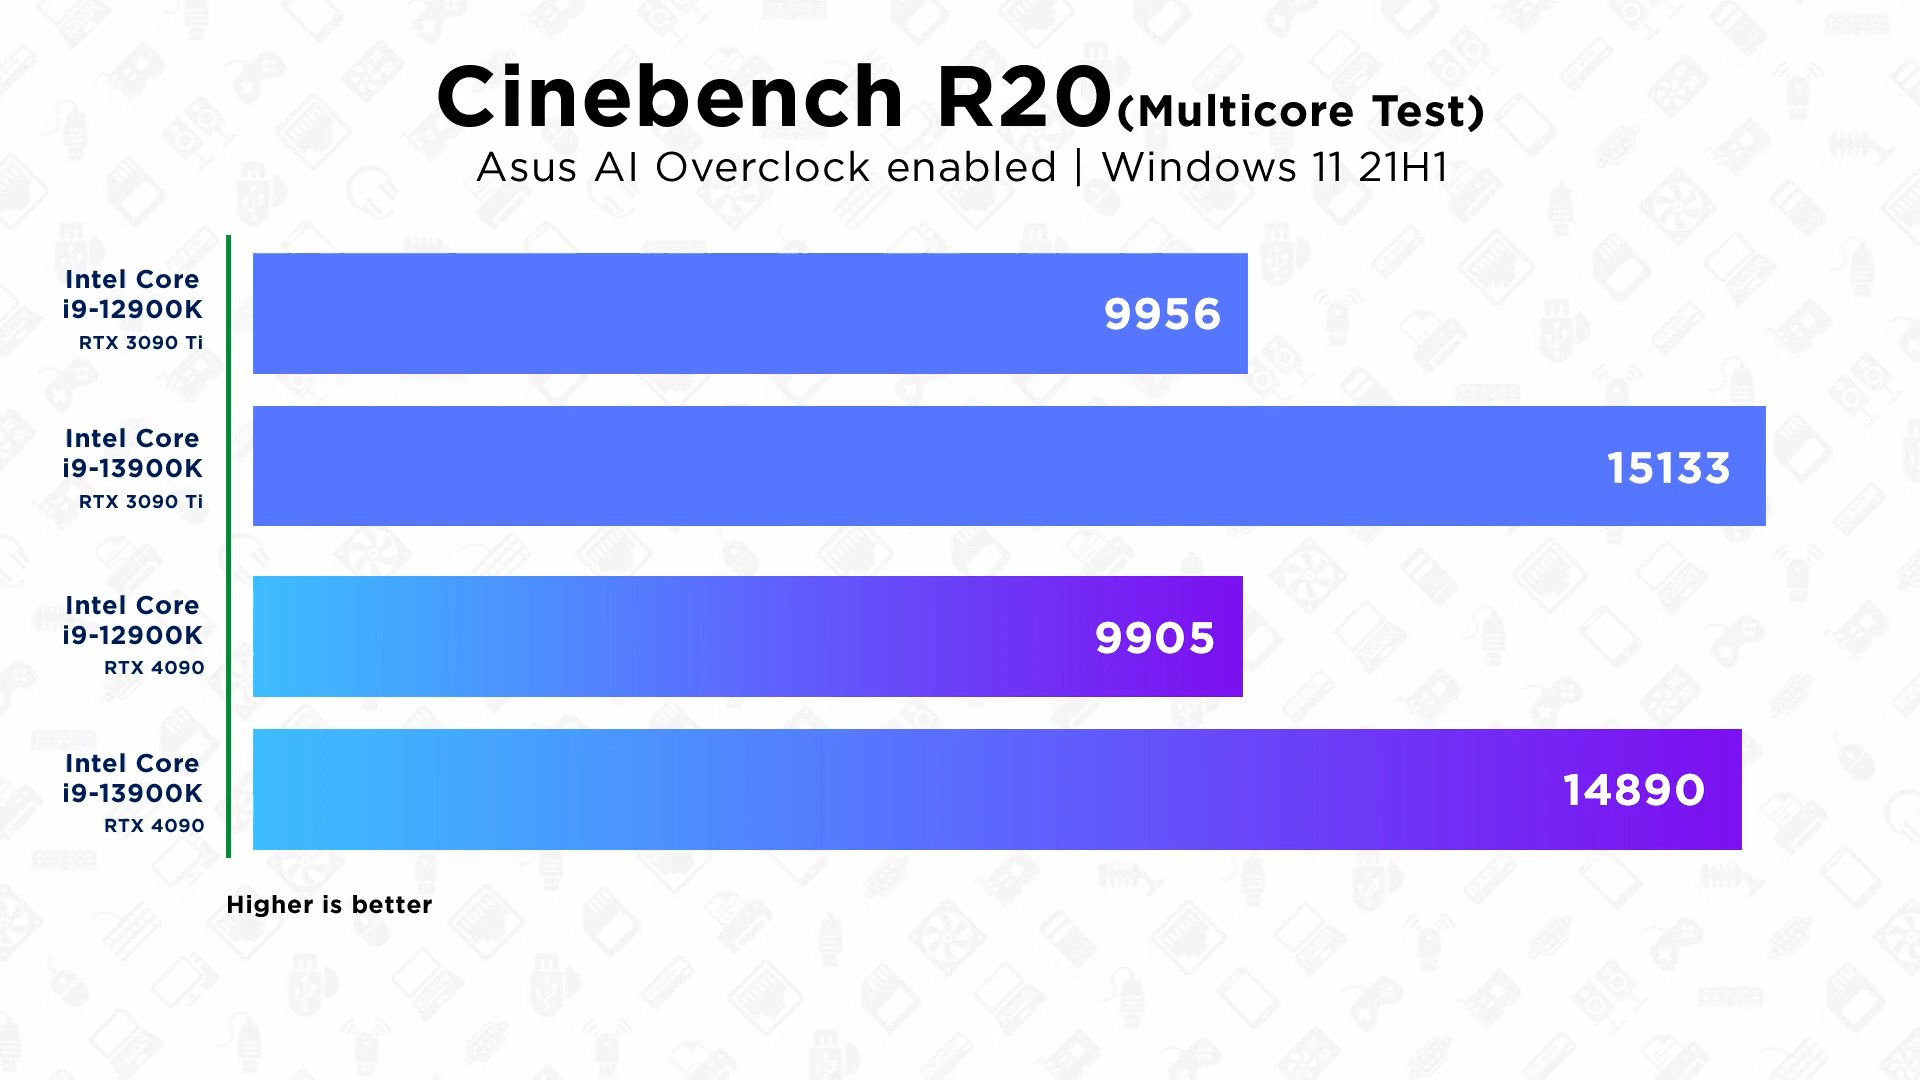 Cinebench R20(Multicore Test)
Asus AI Overclock enabled | Windows 11 21H1
Intel Core
i9-12900K
RTX 3090 Ti
9956
Intel Core
i9-13900K
RTX 3090 Ti
15133
Intel Core
i9-12900K
RTX 4090
9905
Intel Core
i9-13900K
RTX 4090
14890
Higher is better